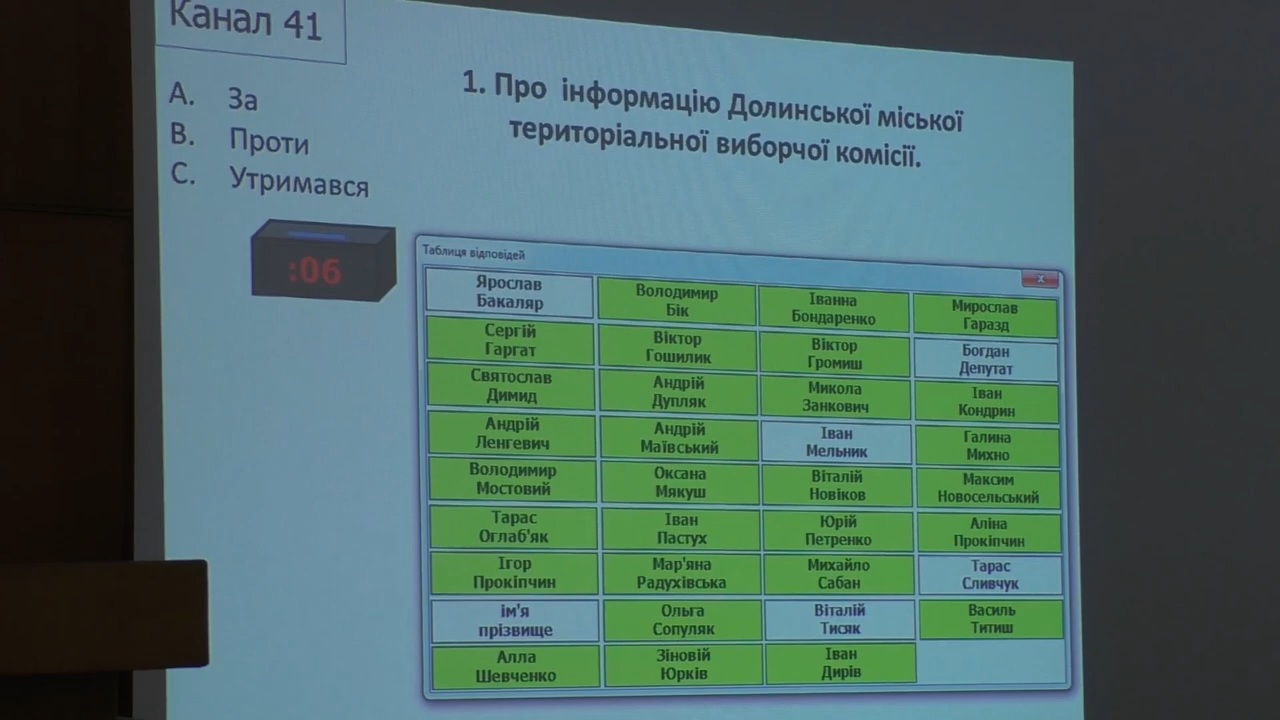 Канал 41
1. Про інформацію Долинської міської
територіальної виборчої комісії.
A. За
B. Проти
C. Утримався
:06
Таблиця відповідей
x
Ярослав
Бакаляр
Володимир
Бік
Іванна
Бондаренко
Мирослав
Гаразд
Сергій
Гаргат
Віктор
Гошилик
Віктор
Громиш
Богдан
Депутат
Святослав
Димид
Андрій
Дупляк
Микола
Занкович
Іван
Кондрин
Андрій
Ленгевич
Андрій
Маївський
Іван
Мельник
Галина
Михно
Володимир
Мостовий
Оксана
Мякуш
Віталій
Новіков
Максим
Новосельський
Тарас
Оглаб'як
Іван
Пастух
Юрій
Петренко
Аліна
Прокіпчин
Ігор
Прокіпчин
Мар'яна
Радухівська
Михайло
Сабан
Тарас
Сливчук
ім'я
прізвище
Ольга
Сопуляк
Віталій
Тисяк
Василь
Титиш
Алла
Шевченко
Зіновій
Юрків
Іван
Дирів